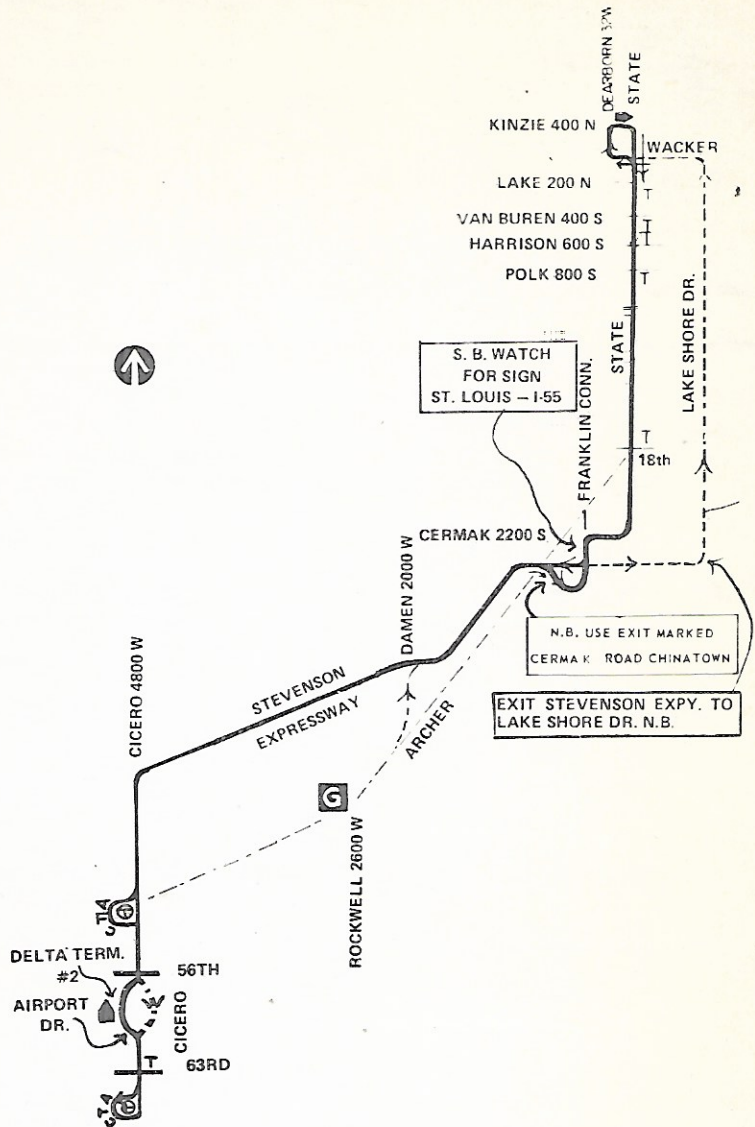 DEARBORN 32W
STATE
KINZIE 400 N
WACKER
LAKE 200 N
T
VAN BUREN 400 S
T
HARRISON 600 S
T
POLK 800 S
T
STATE
LAKE SHORE DR.
S. B. WATCH
FOR SIGN
ST. LOUIS – I-55
FRANKLIN CONN.
T
18th
CERMAK 2200 S
DAMEN 2000 W
N.B. USE EXIT MARKED
CERMAK ROAD CHINATOWN
EXIT STEVENSON EXPY. TO
LAKE SHORE DR. N.B.
CICERO 4800 W
STEVENSON
EXPRESSWAY
ARCHER
G
ROCKWELL 2600 W
CTA
T
DELTA TERM.
#2
56TH
AIRPORT
DR.
CICERO
T
63RD
CTA
T